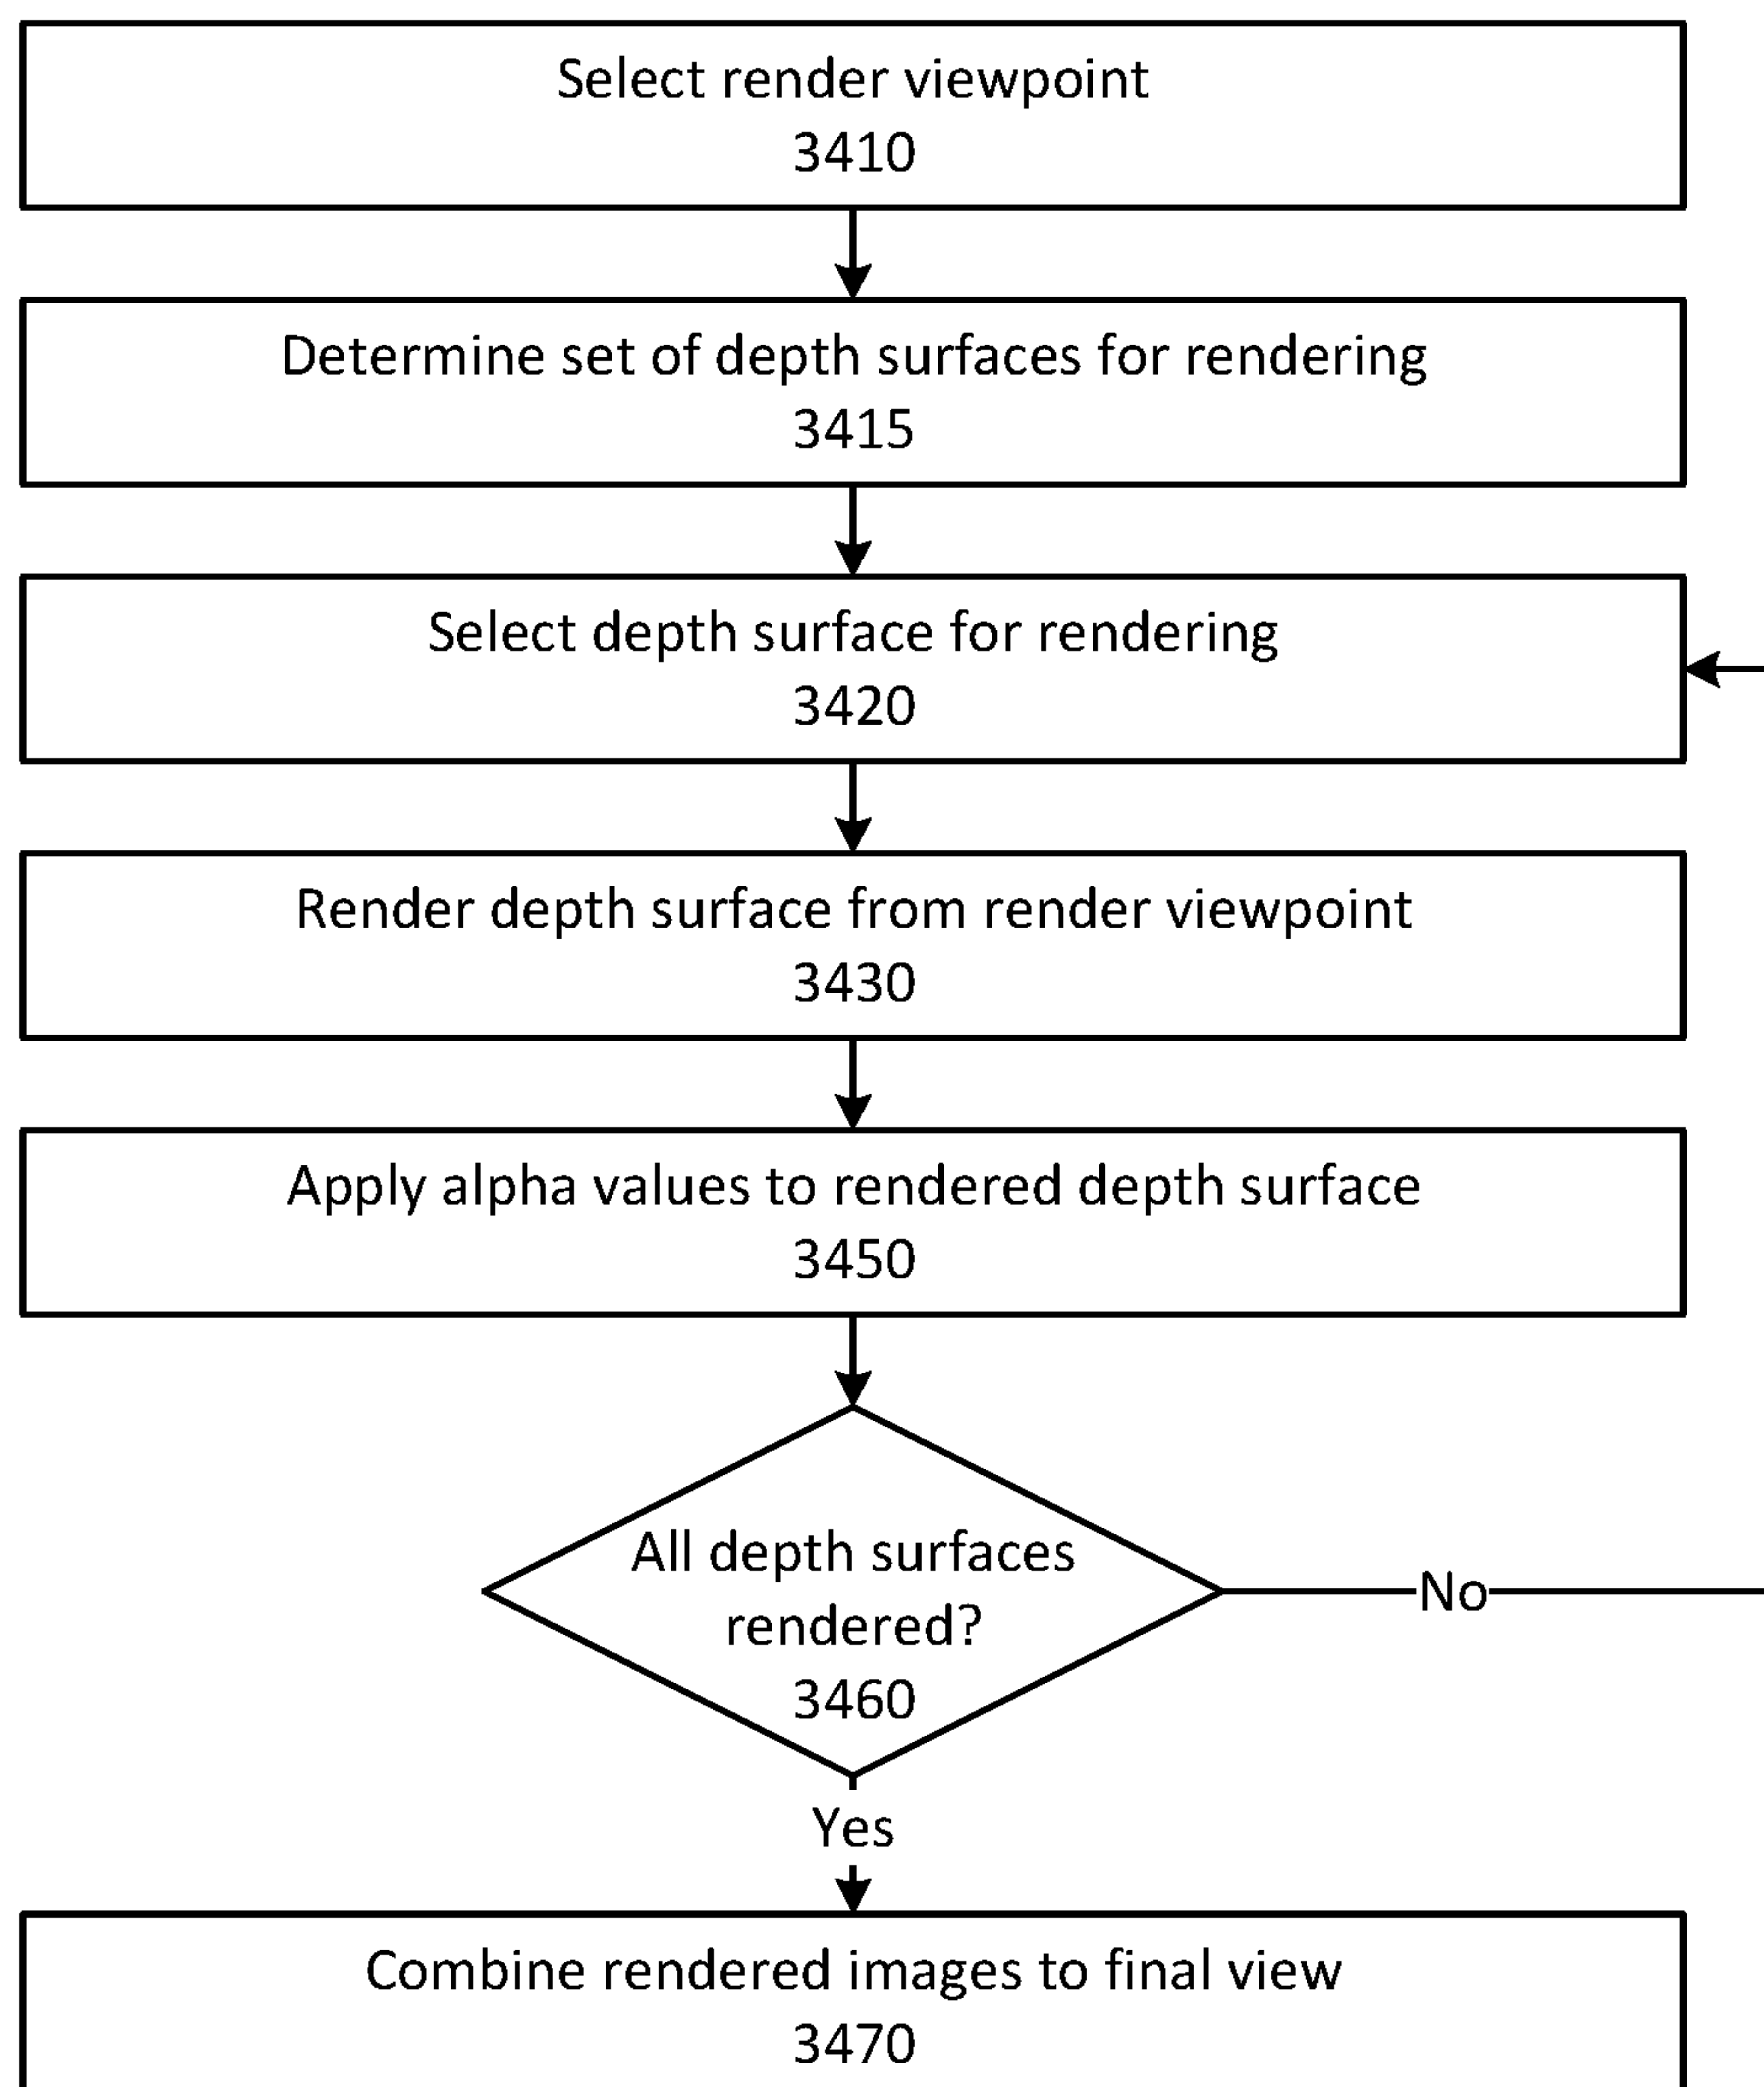 Select render viewpoint
3410
Determine set of depth surfaces for rendering
3415
Select depth surface for rendering
3420
Render depth surface from render viewpoint
3430
Apply alpha values to rendered depth surface
3450
All depth surfaces
rendered?
3460
No
Yes
Combine rendered images to final view
3470